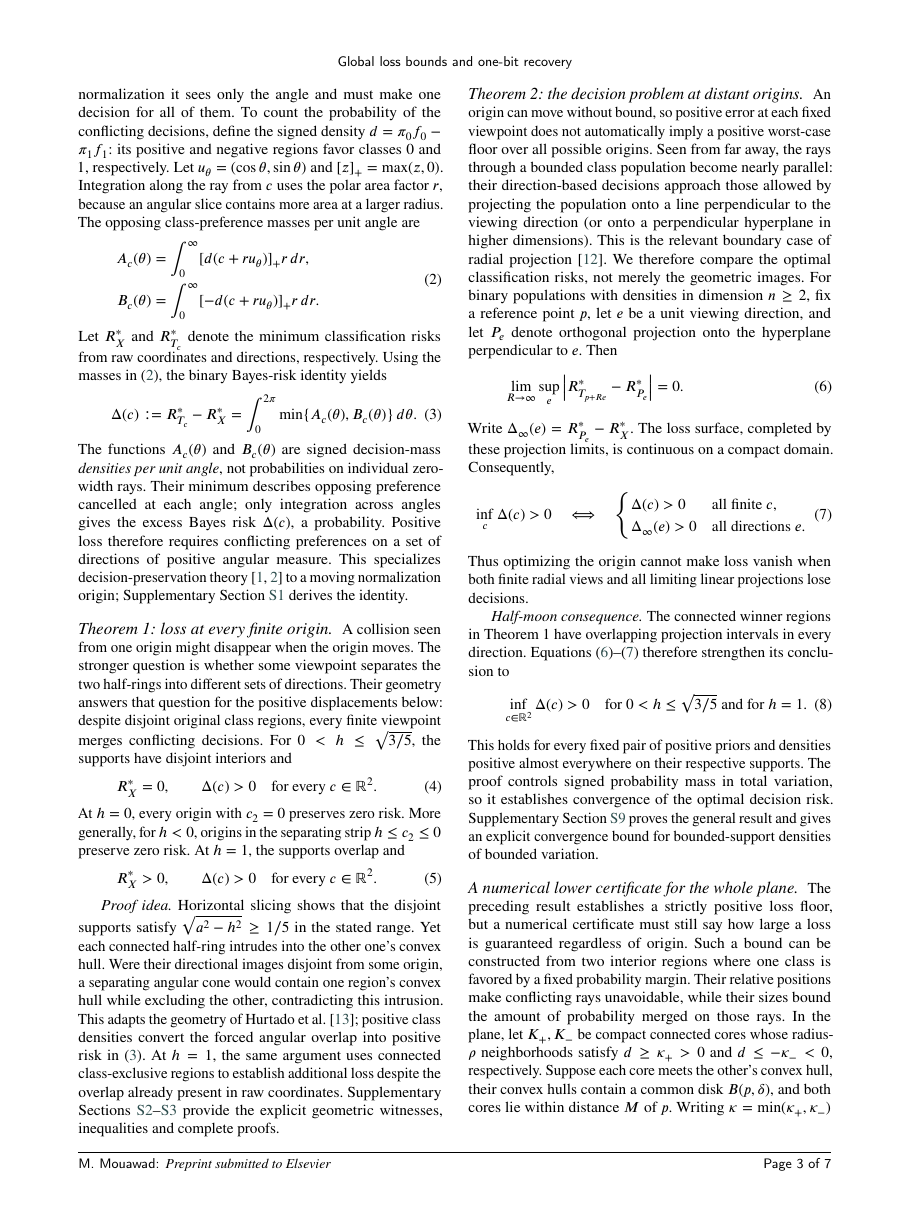 Global loss bounds and one-bit recovery
normalization it sees only the angle and must make one
decision for all of them. To count the probability of the
conflicting decisions, define the signed density d = π₀f₀ −
π₁f₁: its positive and negative regions favor classes 0 and
1, respectively. Let u_θ = (cos θ, sin θ) and [z]₊ = max(z, 0).
Integration along the ray from c uses the polar area factor r,
because an angular slice contains more area at a larger radius.
The opposing class-preference masses per unit angle are
A_c(θ) = ∫₀^∞ [d(c + ru_θ)]₊ r dr,
(2)
B_c(θ) = ∫₀^∞ [−d(c + ru_θ)]₊ r dr.
Let R*_X and R*_{T_c} denote the minimum classification risks
from raw coordinates and directions, respectively. Using the
masses in (2), the binary Bayes-risk identity yields
Δ(c) := R*_{T_c} − R*_X = ∫₀^{2π} min{A_c(θ), B_c(θ)} dθ. (3)
The functions A_c(θ) and B_c(θ) are signed decision-mass
densities per unit angle, not probabilities on individual zero-
width rays. Their minimum describes opposing preference
cancelled at each angle; only integration across angles
gives the excess Bayes risk Δ(c), a probability. Positive
loss therefore requires conflicting preferences on a set of
directions of positive angular measure. This specializes
decision-preservation theory [1, 2] to a moving normalization
origin; Supplementary Section S1 derives the identity.
Theorem 1: loss at every finite origin. A collision seen
from one origin might disappear when the origin moves. The
stronger question is whether some viewpoint separates the
two half-rings into different sets of directions. Their geometry
answers that question for the positive displacements below:
despite disjoint original class regions, every finite viewpoint
merges conflicting decisions. For 0 < h ≤ √3/5, the
supports have disjoint interiors and
R*_X = 0, Δ(c) > 0 for every c ∈ ℝ². (4)
At h = 0, every origin with c₂ = 0 preserves zero risk. More
generally, for h < 0, origins in the separating strip h ≤ c₂ ≤ 0
preserve zero risk. At h = 1, the supports overlap and
R*_X > 0, Δ(c) > 0 for every c ∈ ℝ². (5)
Proof idea. Horizontal slicing shows that the disjoint
supports satisfy √(a² − h²) ≥ 1/5 in the stated range. Yet
each connected half-ring intrudes into the other one's convex
hull. Were their directional images disjoint from some origin,
a separating angular cone would contain one region's convex
hull while excluding the other, contradicting this intrusion.
This adapts the geometry of Hurtado et al. [13]; positive class
densities convert the forced angular overlap into positive
risk in (3). At h = 1, the same argument uses connected
class-exclusive regions to establish additional loss despite the
overlap already present in raw coordinates. Supplementary
Sections S2–S3 provide the explicit geometric witnesses,
inequalities and complete proofs.
Theorem 2: the decision problem at distant origins. An
origin can move without bound, so positive error at each fixed
viewpoint does not automatically imply a positive worst-case
floor over all possible origins. Seen from far away, the rays
through a bounded class population become nearly parallel:
their direction-based decisions approach those allowed by
projecting the population onto a line perpendicular to the
viewing direction (or onto a perpendicular hyperplane in
higher dimensions). This is the relevant boundary case of
radial projection [12]. We therefore compare the optimal
classification risks, not merely the geometric images. For
binary populations with densities in dimension n ≥ 2, fix
a reference point p, let e be a unit viewing direction, and
let P_e denote orthogonal projection onto the hyperplane
perpendicular to e. Then
lim_{R→∞} sup_e |R*_{T_{p+Re}} − R*_{P_e}| = 0. (6)
Write Δ_∞(e) = R*_{P_e} − R*_X. The loss surface, completed by
these projection limits, is continuous on a compact domain.
Consequently,
inf_c Δ(c) > 0 ⟺ { Δ(c) > 0 all finite c, (7)
Δ_∞(e) > 0 all directions e.
Thus optimizing the origin cannot make loss vanish when
both finite radial views and all limiting linear projections lose
decisions.
Half-moon consequence. The connected winner regions
in Theorem 1 have overlapping projection intervals in every
direction. Equations (6)–(7) therefore strengthen its conclu-
sion to
inf_{c∈ℝ²} Δ(c) > 0 for 0 < h ≤ √3/5 and for h = 1. (8)
This holds for every fixed pair of positive priors and densities
positive almost everywhere on their respective supports. The
proof controls signed probability mass in total variation,
so it establishes convergence of the optimal decision risk.
Supplementary Section S9 proves the general result and gives
an explicit convergence bound for bounded-support densities
of bounded variation.
A numerical lower certificate for the whole plane. The
preceding result establishes a strictly positive loss floor,
but a numerical certificate must still say how large a loss
is guaranteed regardless of origin. Such a bound can be
constructed from two interior regions where one class is
favored by a fixed probability margin. Their relative positions
make conflicting rays unavoidable, while their sizes bound
the amount of probability merged on those rays. In the
plane, let K₊, K₋ be compact connected cores whose radius-
ρ neighborhoods satisfy d ≥ κ₊ > 0 and d ≤ −κ₋ < 0,
respectively. Suppose each core meets the other's convex hull,
their convex hulls contain a common disk B(p, δ), and both
cores lie within distance M of p. Writing κ = min(κ₊, κ₋)
M. Mouawad: Preprint submitted to Elsevier
Page 3 of 7